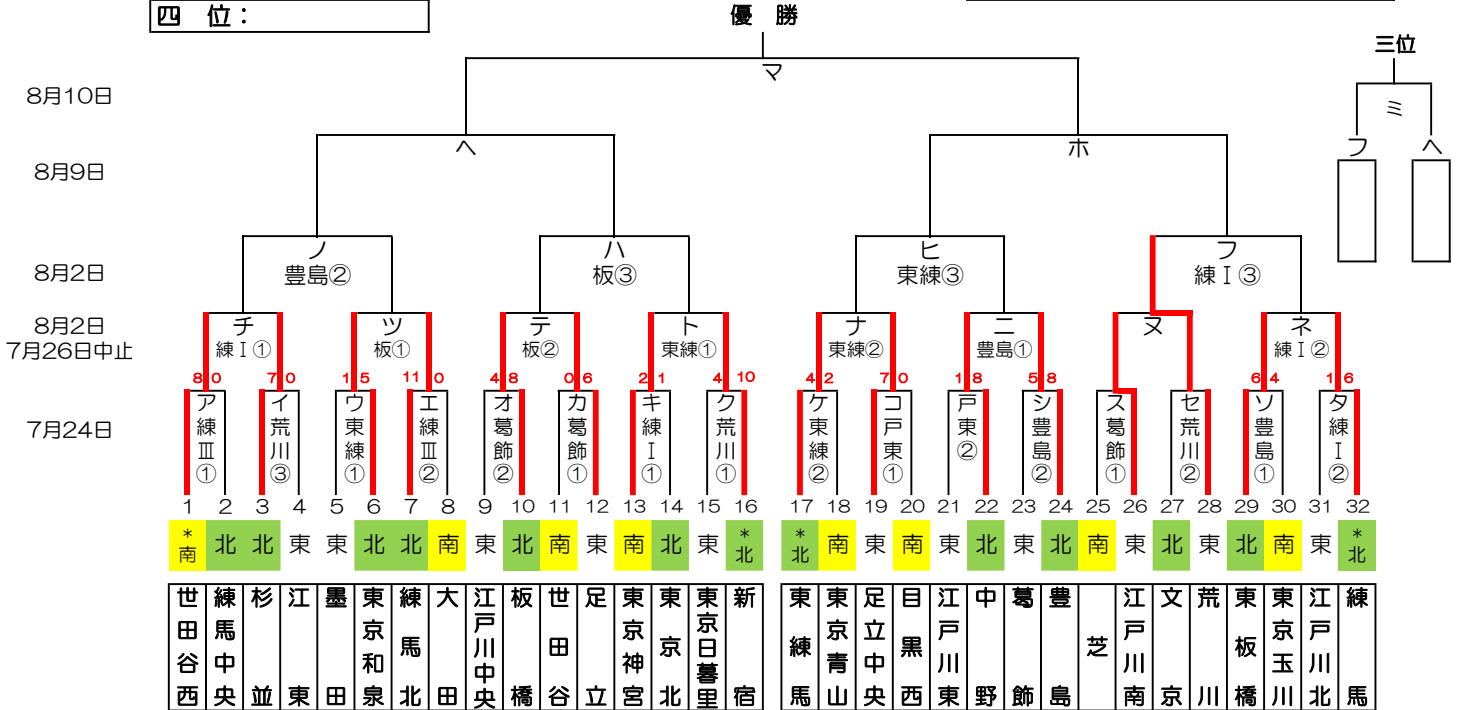 四 位：
優 勝
三位
マ
8月10日
ミ
フ ヘ
ヘ ホ
8月9日
ノ ハ ヒ フ
8月2日
豊島② 板③ 東練③ 練Ⅰ③
8月2日
チ ツ テ ト ナ ニ ヌ ネ
7月26日中止
練Ⅰ① 板① 板② 東練① 東練② 豊島① 練Ⅰ②
8 0 7 0 1 5 11 0 4 8 0 6 2 1 4 10 4 2 7 0 1 8 5 8 6 4 1 6
7月24日
ア練Ⅲ① イ荒川③ ウ東練① エ練Ⅲ② オ葛飾② カ葛飾① キ練Ⅰ① ク荒川① ケ東練② コ戸東① 戸東② シ豊島② ス葛飾① セ荒川② ソ豊島① タ練Ⅰ②
1 2 3 4 5 6 7 8 9 10 11 12 13 14 15 16 17 18 19 20 21 22 23 24 25 26 27 28 29 30 31 32
*南 北 北 東 東 北 北 南 東 北 南 東 南 北 東 *北 *北 南 東 南 東 北 東 北 南 東 北 東 北 南 東 *北
世田谷西
練馬中央
杉並
江東
墨田
東京和泉
練馬北
大田
江戸川中央
板橋
世田谷
足立
東京神宮
東京北
東京日暮里
新宿
東練馬
東京青山
足立中央
目黒西
江戸川東
中野
葛飾
豊島
芝
江戸川南
文京
荒川
東板橋
東京玉川
江戸川北
練馬